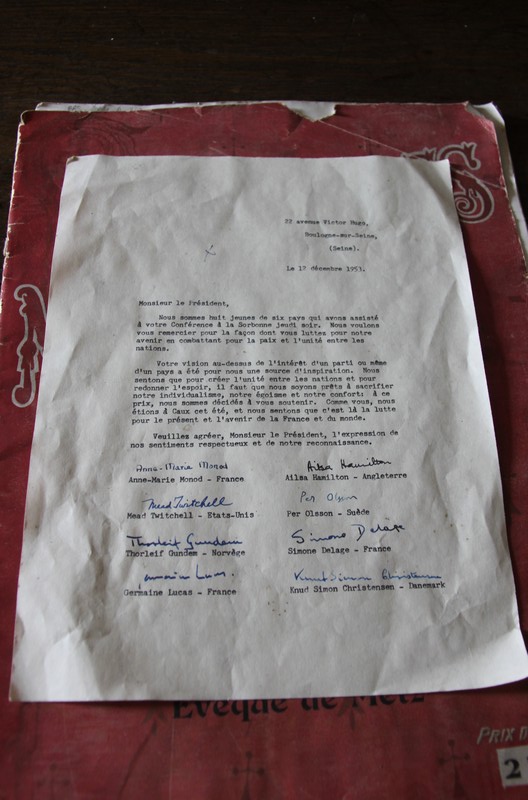 22 avenue Victor Hugo,
Boulogne-sur-Seine,
(Seine).
Le 12 décembre 1953.
Monsieur le Président,
Nous sommes huit jeunes de six pays qui avons assisté
à votre Conférence à la Sorbonne jeudi soir. Nous voulons
vous remercier pour la façon dont vous luttez pour notre
avenir en combattant pour la paix et l'unité entre les
nations.
Votre vision au-dessus de l'intérêt d'un parti ou même
d'un pays a été pour nous une source d'inspiration. Nous
sentons que pour créer l'unité entre les nations et pour
redonner l'espoir, il faut que nous soyons prêts à sacrifier
notre individualisme, notre égoïsme et notre confort; à ce
prix, nous sommes décidés à vous soutenir. Comme vous, nous
étions à Caux cet été, et nous sentons que c'est là la lutte
pour le présent et l'avenir de la France et du monde.
Veuillez agréer, Monsieur le Président, l'expression de
nos sentiments respectueux et de notre reconnaissance.
Anne-Marie Monod Ailsa Hamilton
Anne-Marie Monod - France Ailsa Hamilton - Angleterre
Mead Twitchell Per Olsson
Mead Twitchell - Etats-Unis Per Olsson - Suède
Thorleif Gundem Simone Delage
Thorleif Gundem - Norvège Simone Delage - France
Germaine Lucas Knud Simon Christensen
Germaine Lucas - France Knud Simon Christensen - Danemark
Evêque de Metz
PRIX D
2